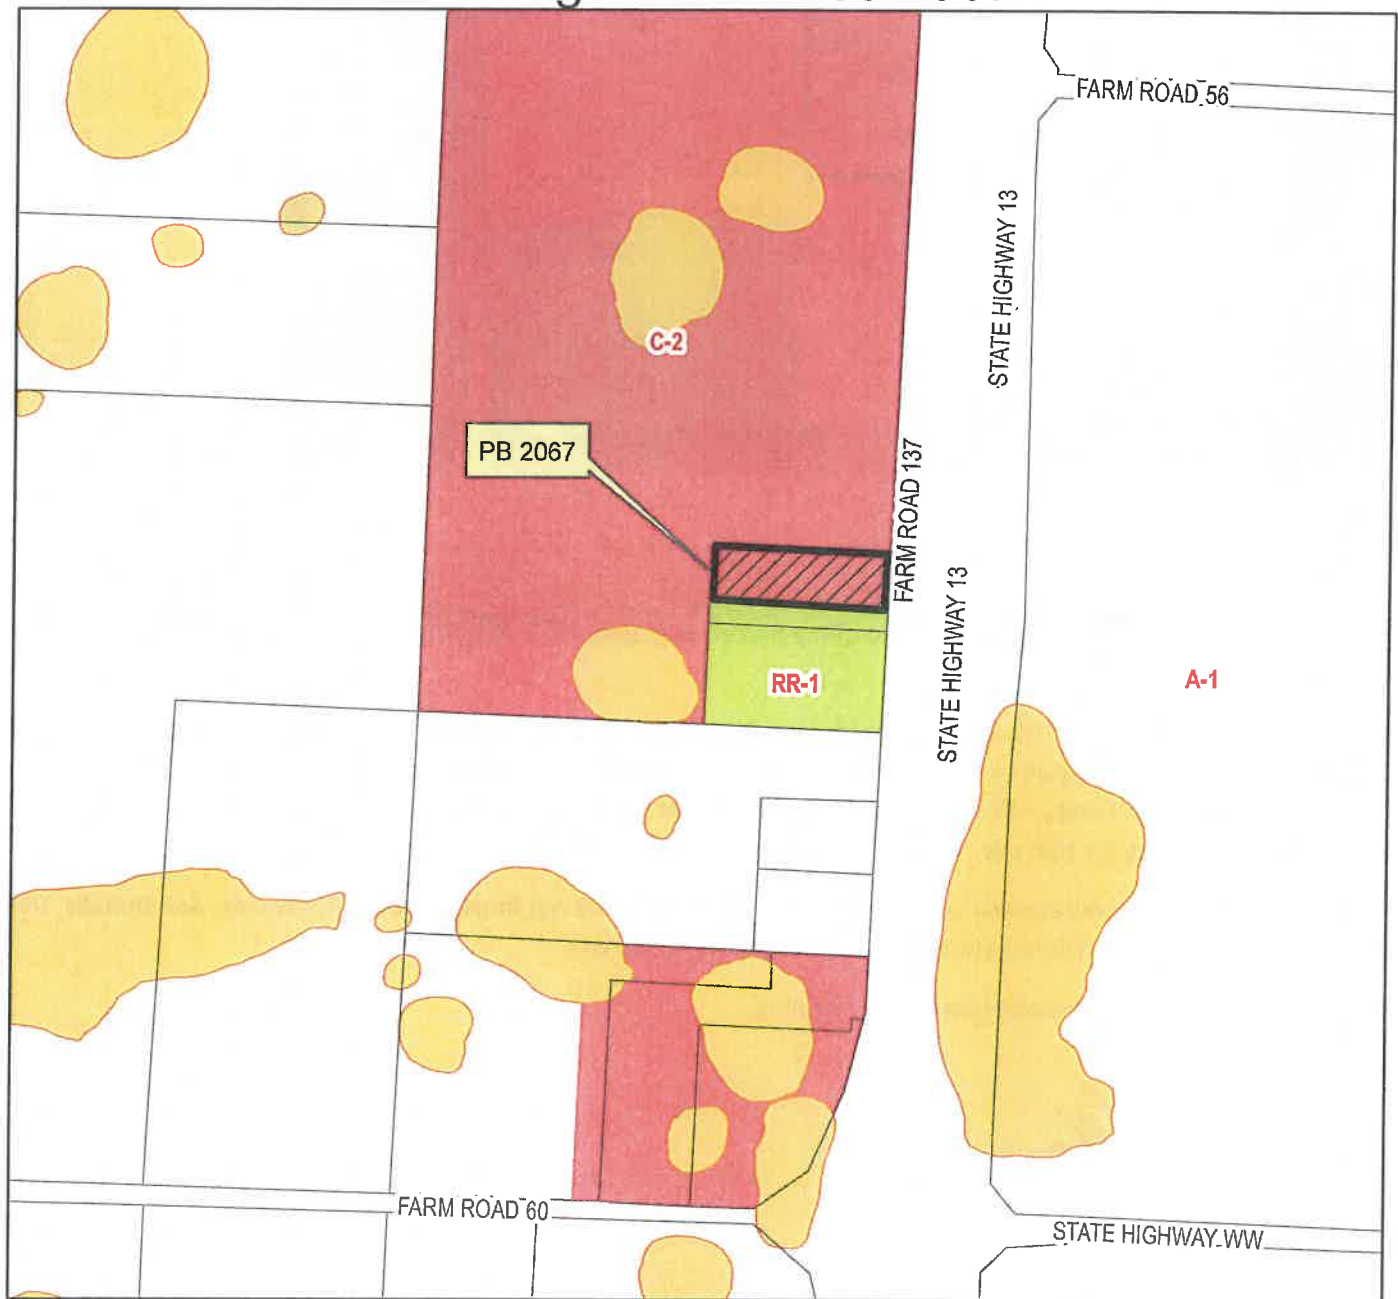 FARM ROAD 56
STATE HIGHWAY 13
C-2
PB 2067
FARM ROAD 137
STATE HIGHWAY 13
RR-1
A-1
FARM ROAD 60
STATE HIGHWAY WW